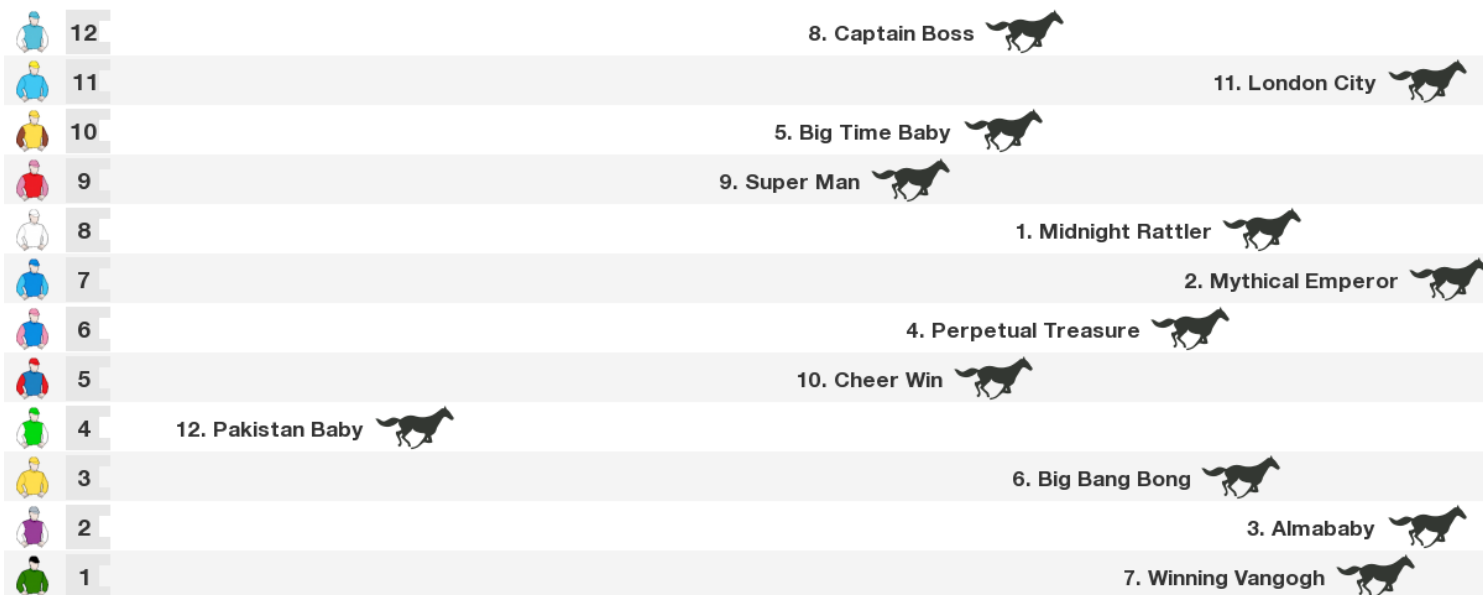 12 8. Captain Boss
11 11. London City
10 5. Big Time Baby
9 9. Super Man
8 1. Midnight Rattler
7 2. Mythical Emperor
6 4. Perpetual Treasure
5 10. Cheer Win
4 12. Pakistan Baby
3 6. Big Bang Bong
2 3. Almababy
1 7. Winning Vangogh